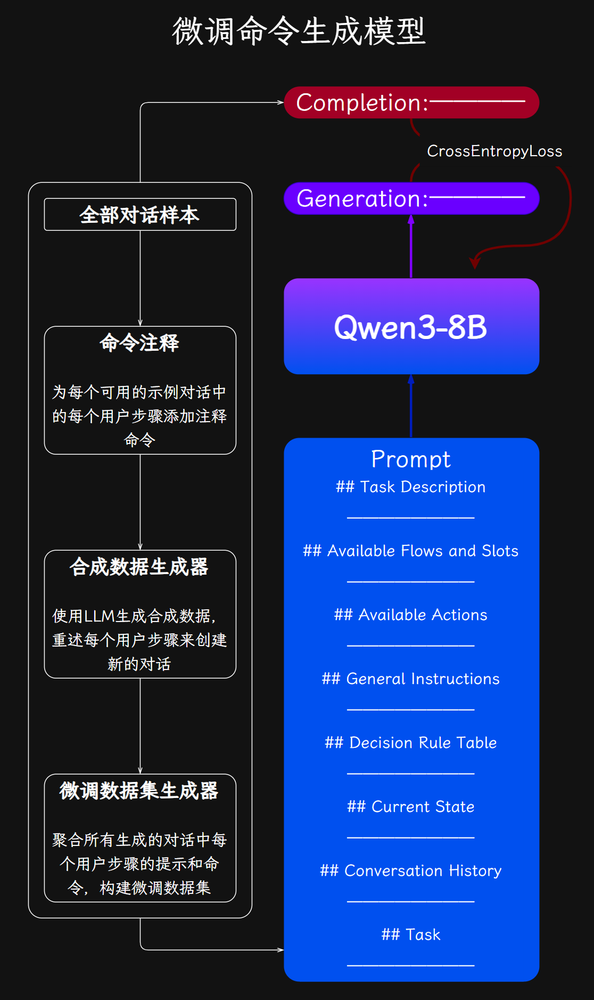 微调命令生成模型
全部对话样本
命令注释
为每个可用的示例对话中
的每个用户步骤添加注释
命令
合成数据生成器
使用LLM生成合成数据，
重述每个用户步骤来创建
新的对话
微调数据集生成器
聚合所有生成的对话中每
个用户步骤的提示和命
令，构建微调数据集
Completion:——————
CrossEntropyLoss
Generation:——————
Qwen3-8B
Prompt
## Task Description
————————
## Available Flows and Slots
————————
## Available Actions
————————
## General Instructions
————————
## Decision Rule Table
————————
## Current State
————————
## Conversation History
————————
## Task
————————